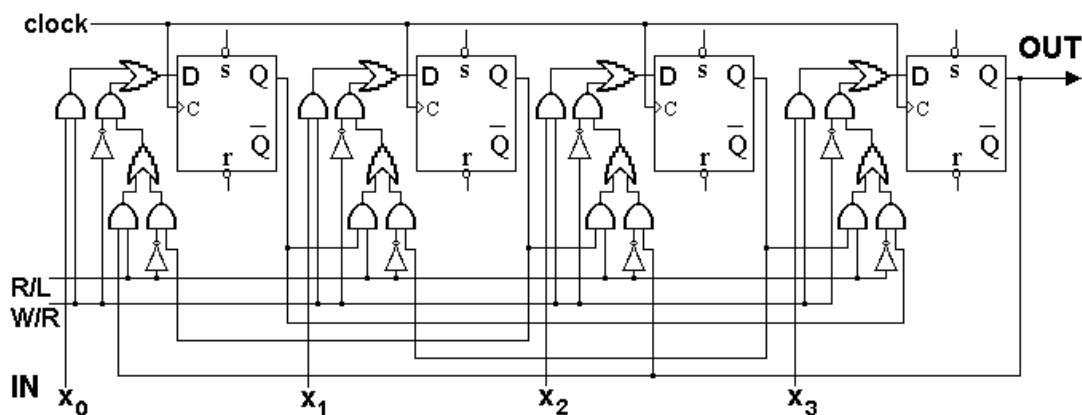 clock
OUT
s s s s
D Q D Q D Q D Q
C C C C
Q Q Q Q
r r r r
R/L
W/R
IN x0 x1 x2 x3